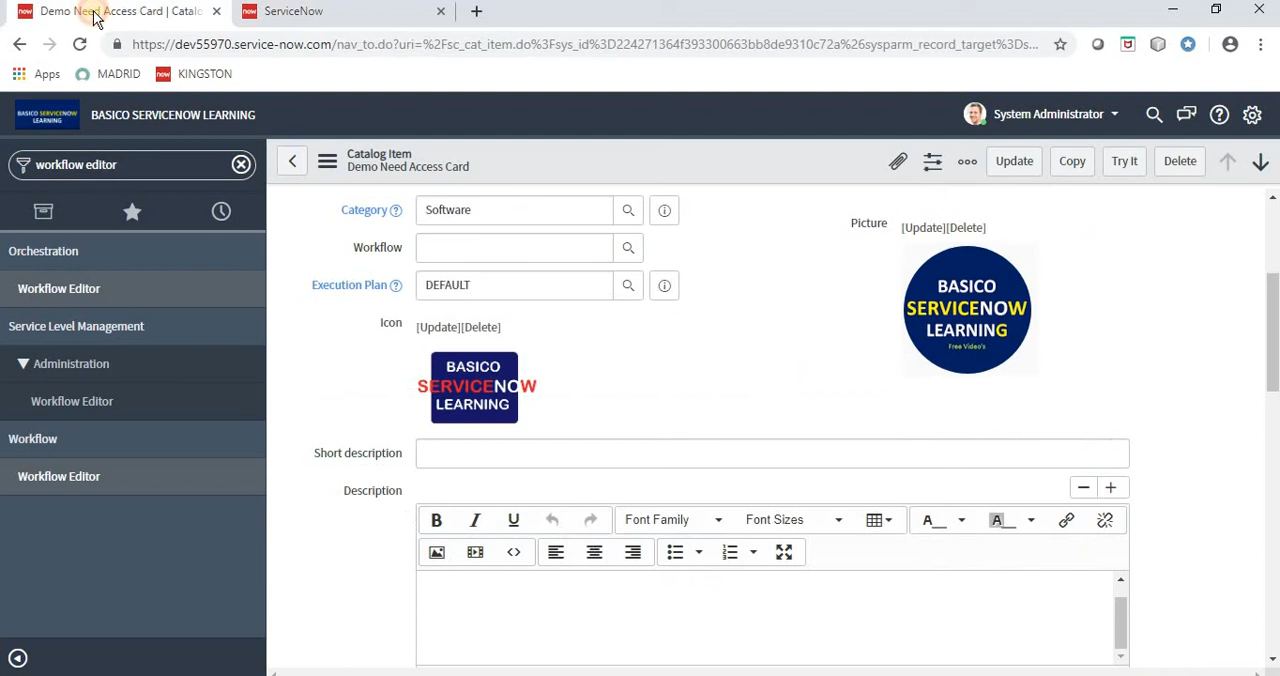 Demo Need Access Card | Catalo
ServiceNow
https://dev55970.service-now.com/nav_to.do?uri=%2Fsc_cat_item.do%3Fsys_id%3D224271364f393300663bb8de9310c72a%26sysparm_record_target%3Ds...
Apps MADRID KINGSTON
BASICO SERVICENOW LEARNING
BASICO SERVICENOW LEARNING
System Administrator
workflow editor
Catalog Item
Demo Need Access Card
Update Copy Try It Delete
Orchestration
Workflow Editor
Service Level Management
Administration
Workflow Editor
Workflow
Workflow Editor
Category Software
Workflow
Execution Plan DEFAULT
Icon [Update][Delete]
BASICO
SERVICENOW
LEARNING
Picture [Update][Delete]
BASICO
SERVICENOW
LEARNING
Free Video's
Short description
Description
B I U Font Family Font Sizes A A